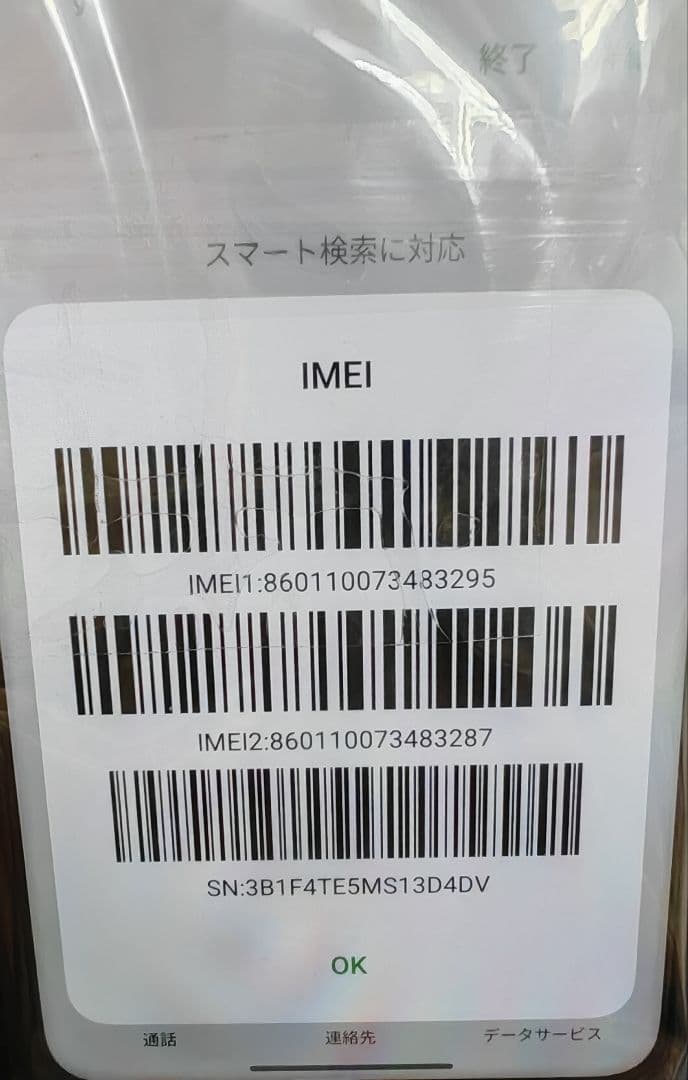 終了
スマート検索に対応
IMEI
IMEI1:860110073483295
IMEI2:860110073483287
SN:3B1F4TE5MS13D4DV
OK
通話 連絡先 データサービス